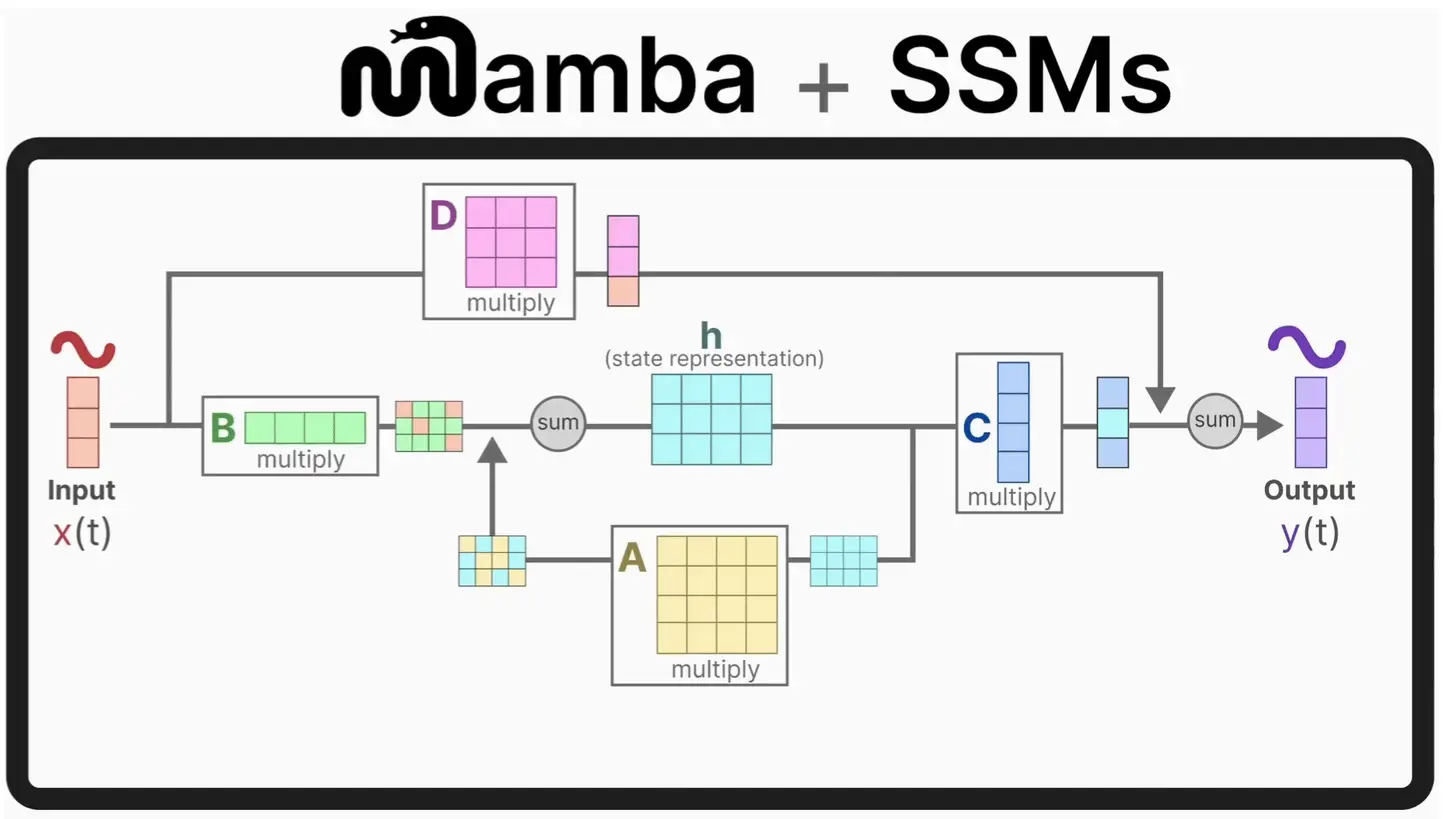 Mamba + SSMs
D
multiply
h
(state representation)
B
multiply
sum
C
multiply
sum
Input
x(t)
Output
y(t)
A
multiply